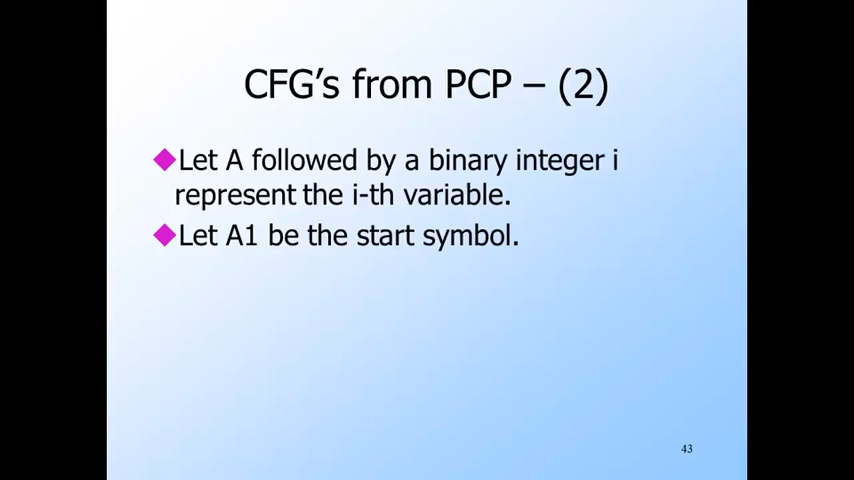 CFG's from PCP – (2)
Let A followed by a binary integer i
represent the i-th variable.
Let A1 be the start symbol.
43